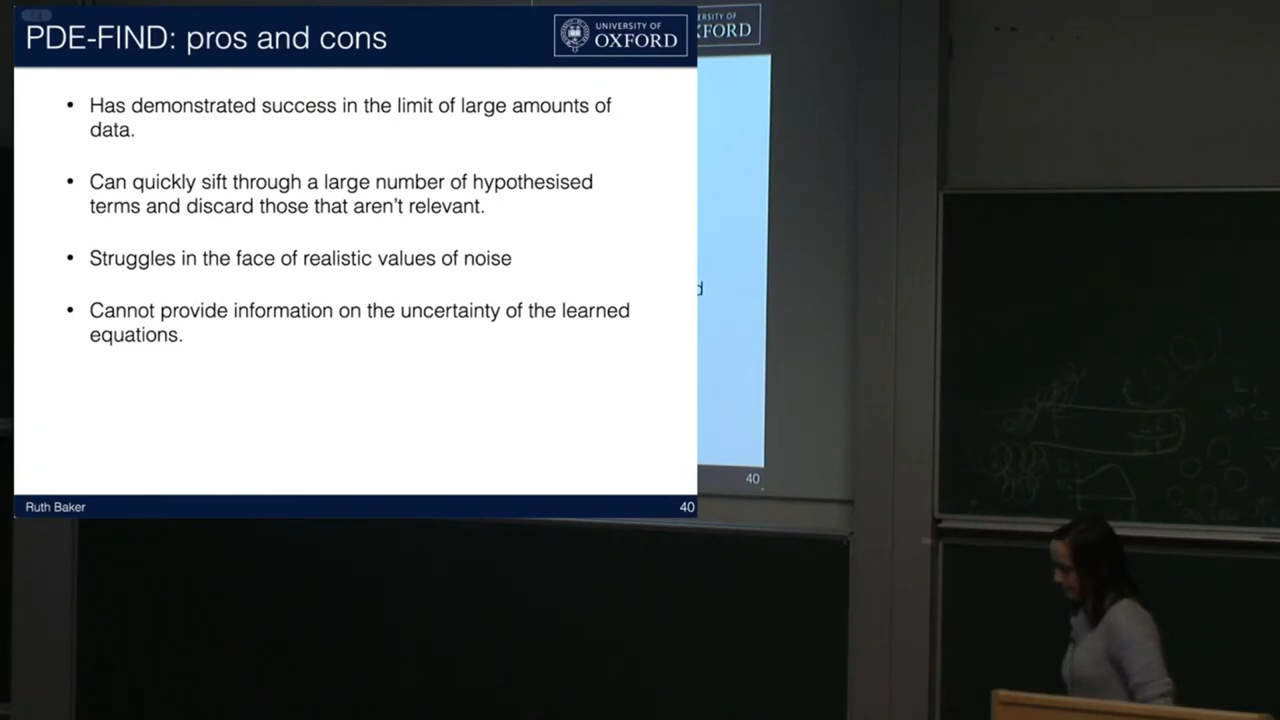 PDE-FIND: pros and cons
UNIVERSITY OF
OXFORD
• Has demonstrated success in the limit of large amounts of
data.
• Can quickly sift through a large number of hypothesised
terms and discard those that aren't relevant.
• Struggles in the face of realistic values of noise
• Cannot provide information on the uncertainty of the learned
equations.
Ruth Baker
40
RSITY OF
FORD
d
40